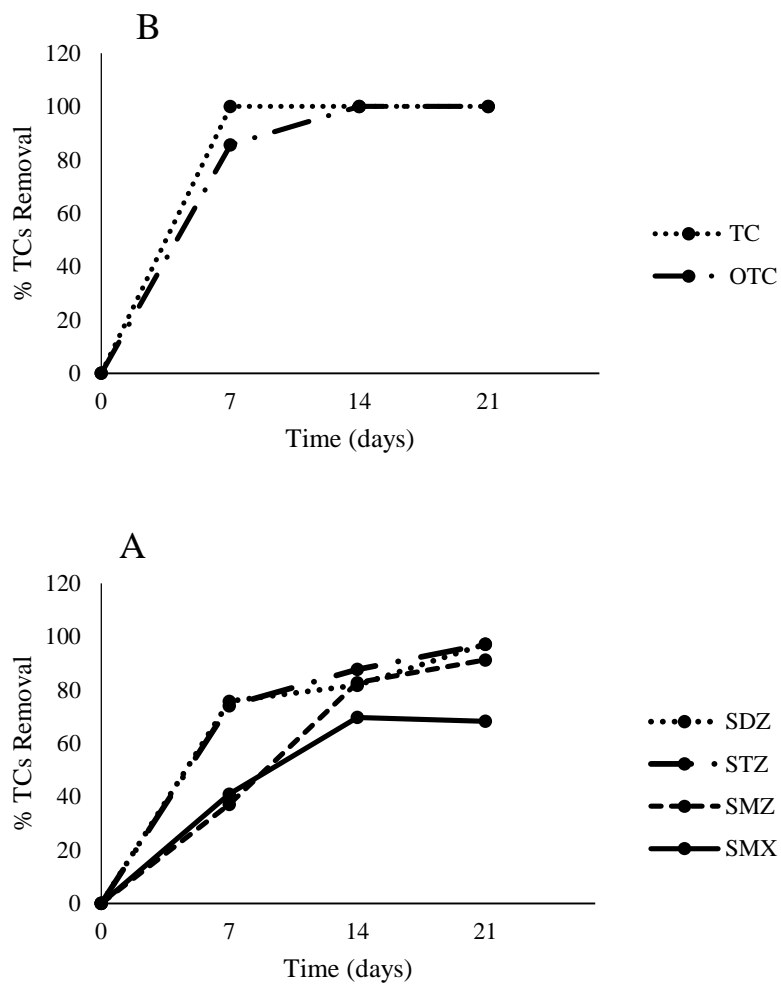 B
120
100
80
60
40
20
0
% TCs Removal
0 7 14 21
Time (days)
TC
OTC
A
120
100
80
60
40
20
0
% TCs Removal
0 7 14 21
Time (days)
SDZ
STZ
SMZ
SMX